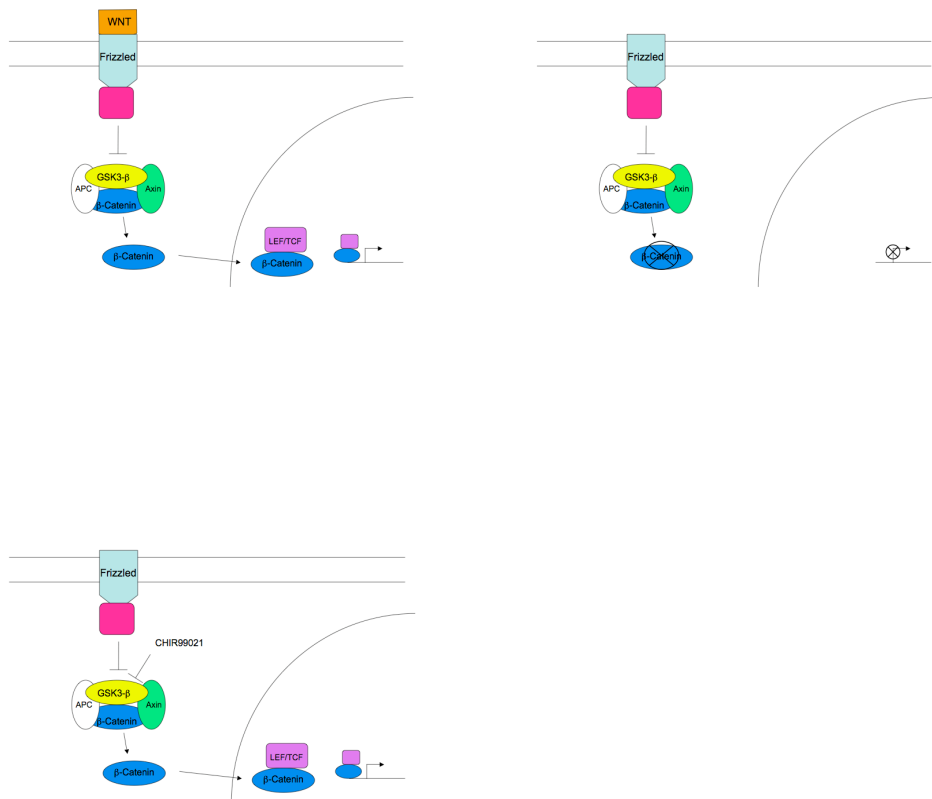 WNT
Frizzled
GSK3-β
APC
Axin
β-Catenin
β-Catenin
LEF/TCF
β-Catenin
Frizzled
GSK3-β
APC
Axin
β-Catenin
β-Catenin
Frizzled
CHIR99021
GSK3-β
APC
Axin
β-Catenin
β-Catenin
LEF/TCF
β-Catenin